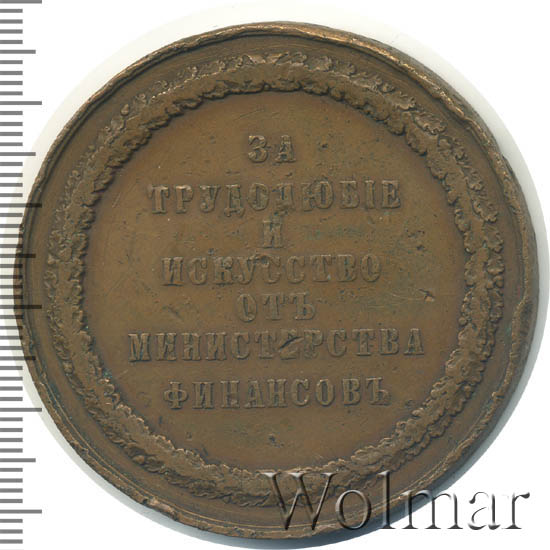 ЗА
ТРУДОЛЮБІЕ
И
ИСКУССТВО
ОТЪ
МИНИСТЕРСТВА
ФИНАНСОВЪ
Wolmar